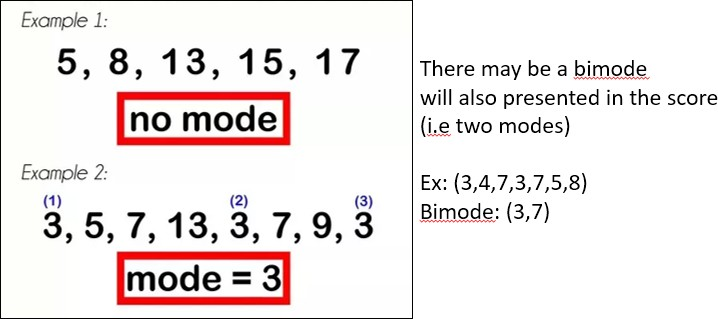 Example 1:
5, 8, 13, 15, 17
no mode
Example 2:
(1) (2) (3)
3, 5, 7, 13, 3, 7, 9, 3
mode = 3
There may be a bimode
will also presented in the score
(i.e two modes)
Ex: (3,4,7,3,7,5,8)
Bimode: (3,7)